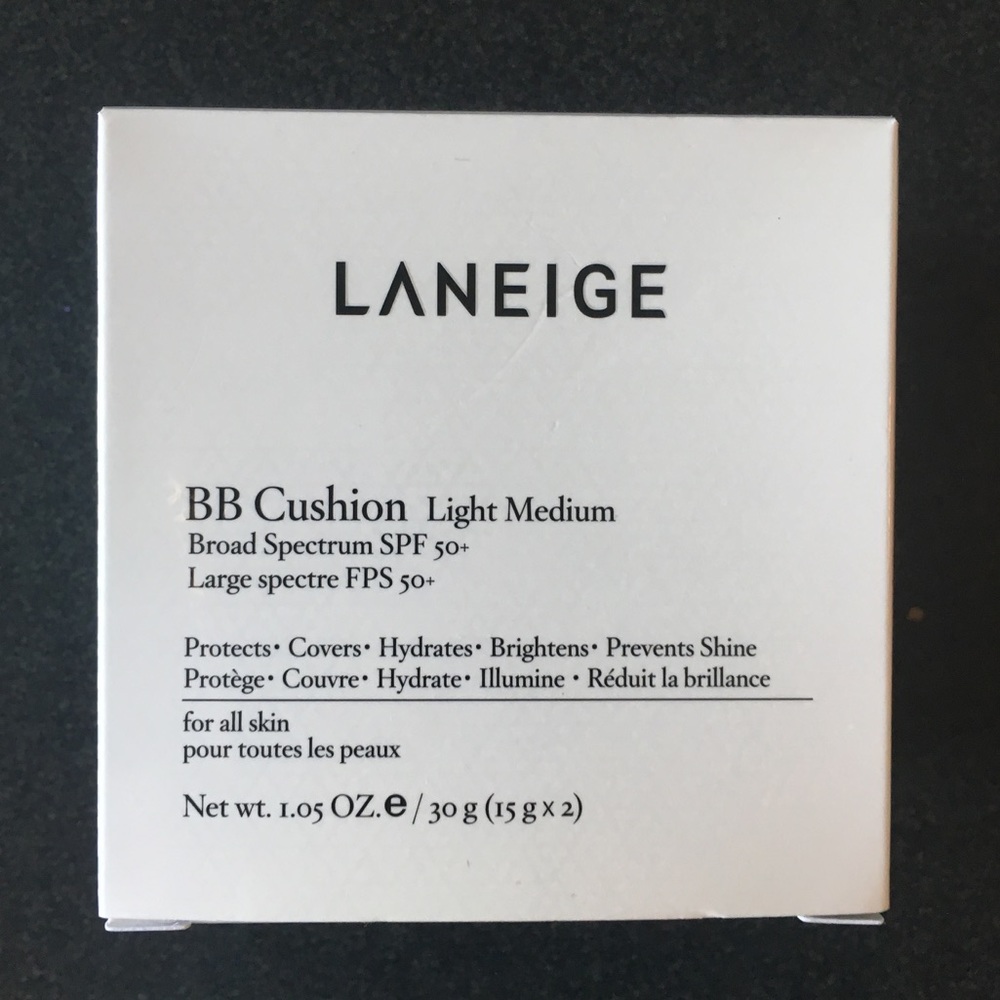 LANEIGE
BB Cushion Light Medium
Broad Spectrum SPF 50+
Large spectre FPS 50+
Protects• Covers• Hydrates• Brightens• Prevents Shine
Protège• Couvre• Hydrate• Illumine • Réduit la brillance
for all skin
pour toutes les peaux
Net wt. 1.05 OZ.e / 30 g (15 g x 2)